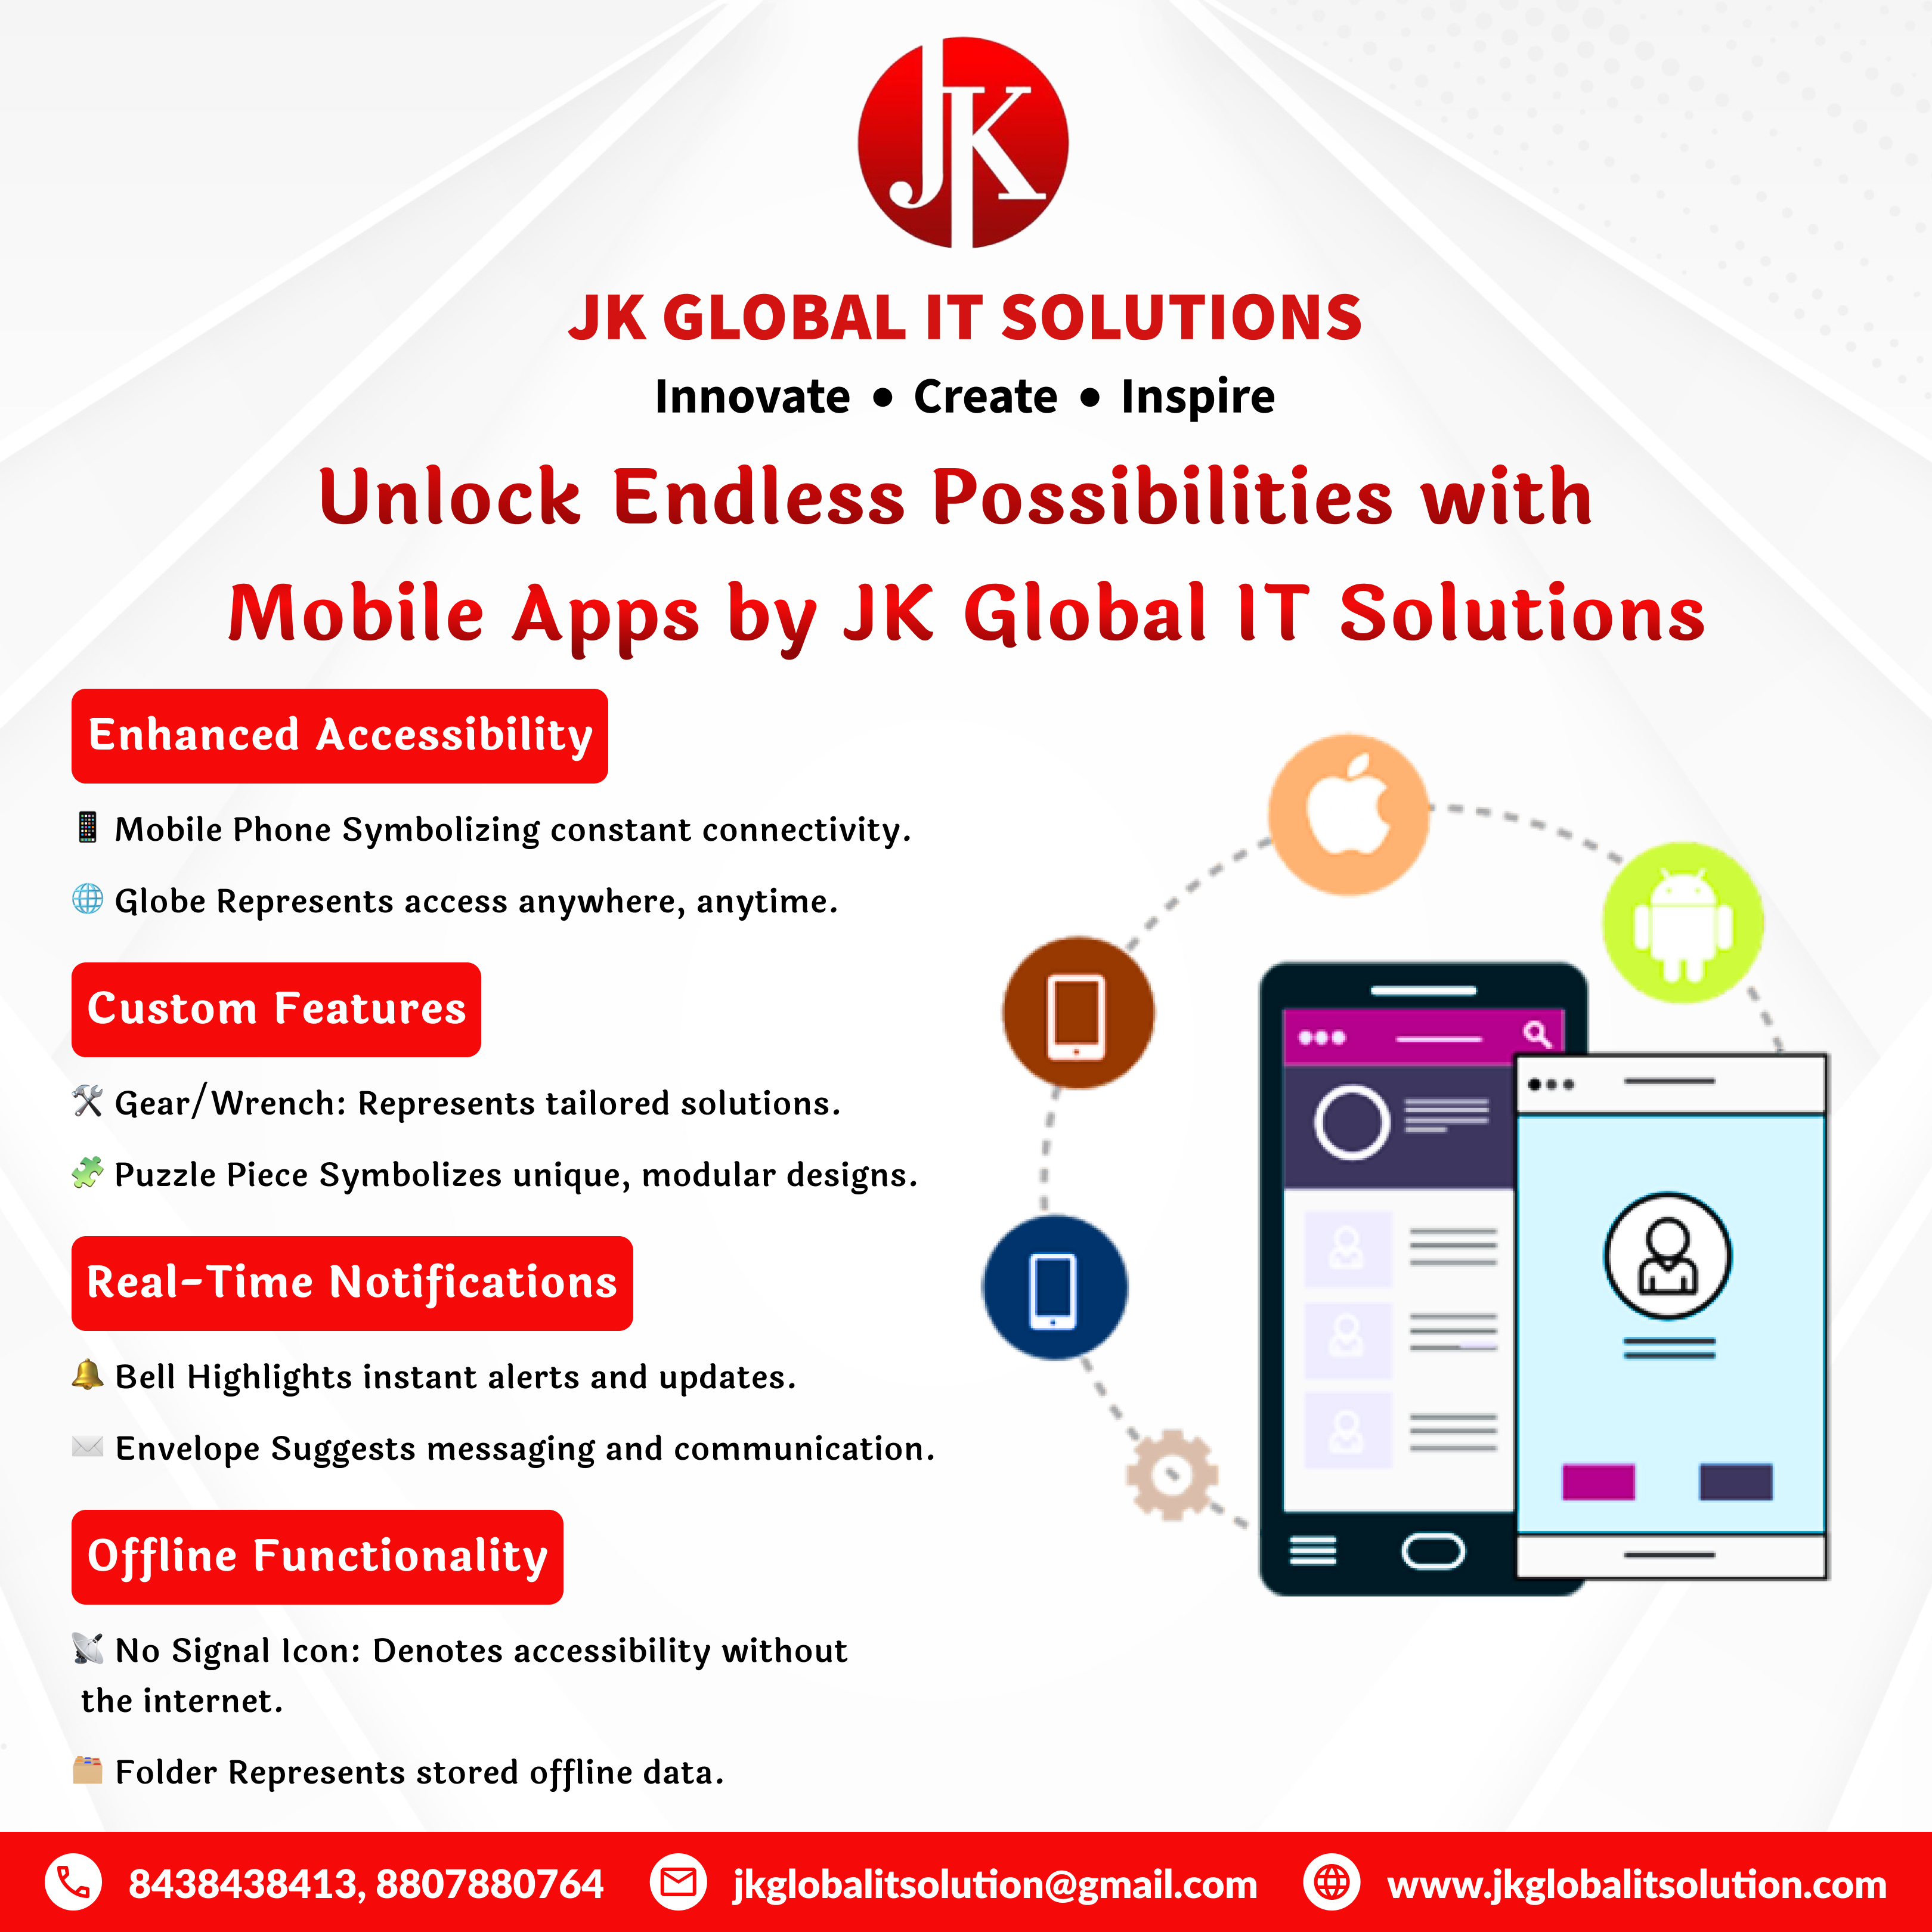 JK
JK GLOBAL IT SOLUTIONS
Innovate • Create • Inspire
Unlock Endless Possibilities with
Mobile Apps by JK Global IT Solutions
Enhanced Accessibility
📱 Mobile Phone Symbolizing constant connectivity.
🌐 Globe Represents access anywhere, anytime.
Custom Features
🛠 Gear/Wrench: Represents tailored solutions.
🧩 Puzzle Piece Symbolizes unique, modular designs.
Real-Time Notifications
🔔 Bell Highlights instant alerts and updates.
✉ Envelope Suggests messaging and communication.
Offline Functionality
📡 No Signal Icon: Denotes accessibility without
the internet.
🗂 Folder Represents stored offline data.
8438438413, 8807880764
jkglobalitsolution@gmail.com
www.jkglobalitsolution.com